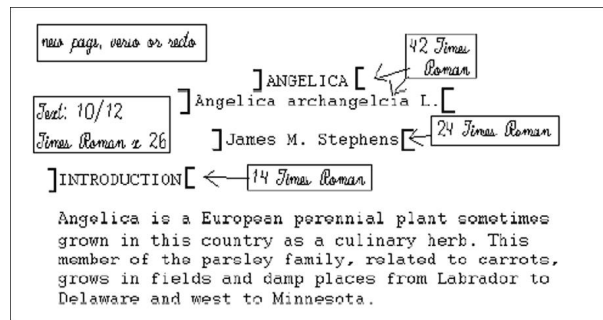 new page, verso or recto
42 Times
Roman
]ANGELICA[
]Angelica archangelcia L.[
Text: 10/12
Times Roman x 26
]James M. Stephens[
24 Times Roman
]INTRODUCTION[
14 Times Roman
Angelica is a European perennial plant sometimes
grown in this country as a culinary herb. This
member of the parsley family, related to carrots,
grows in fields and damp places from Labrador to
Delaware and west to Minnesota.